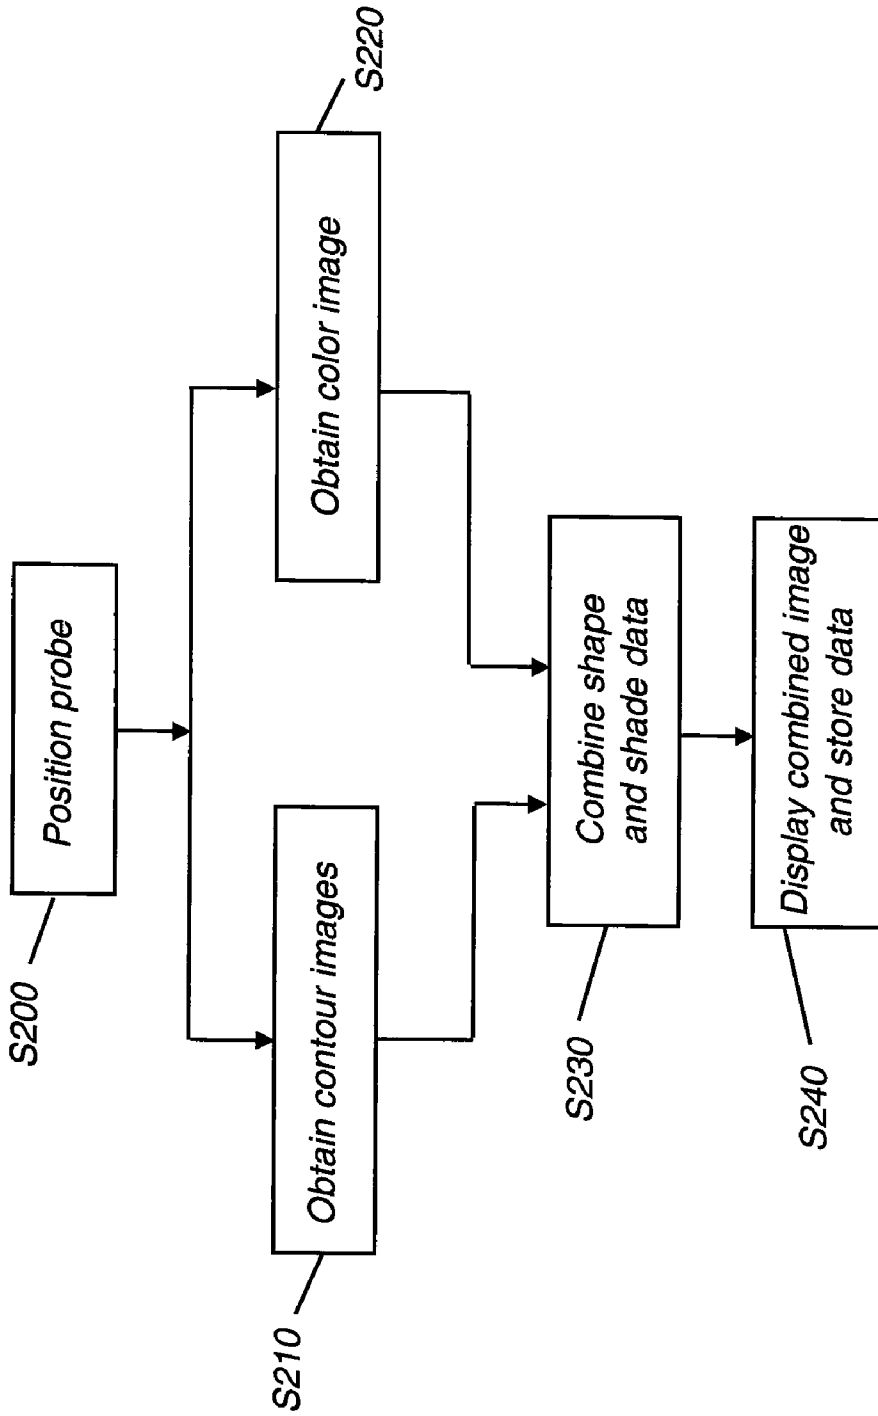 S200
Position probe
S210
Obtain contour images
S220
Obtain color image
S230
Combine shape
and shade data
S240
Display combined image
and store data